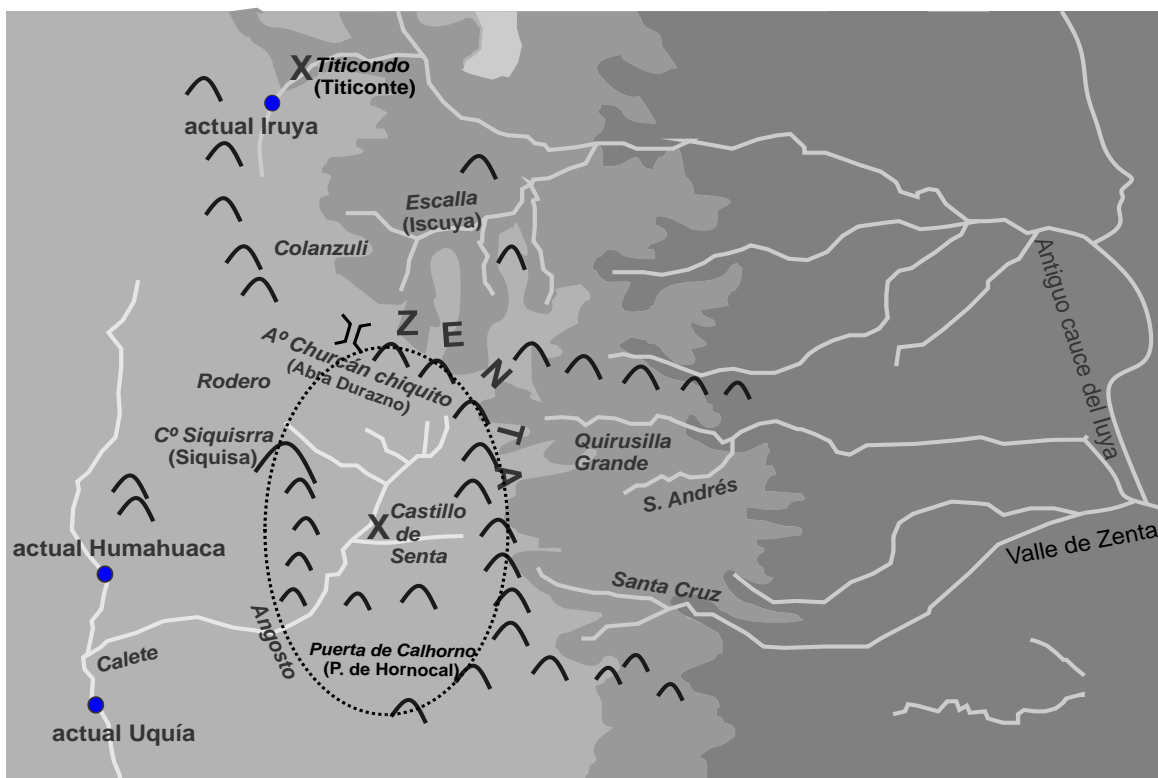 X Titicondo
(Titiconte)
actual Iruya
Escalla
(Iscuya)
Colanzuli
Antiguo cauce del Iuya
ZENTA
Aº Churcán chiquito
(Abra Durazno)
Rodero
Cº Siquisrra
(Siquisa)
Quirusilla
Grande
S. Andrés
X Castillo
de
Senta
actual Humahuaca
Valle de Zenta
Santa Cruz
Angosto
Puerta de Calhorno
(P. de Hornocal)
Calete
actual Uquía